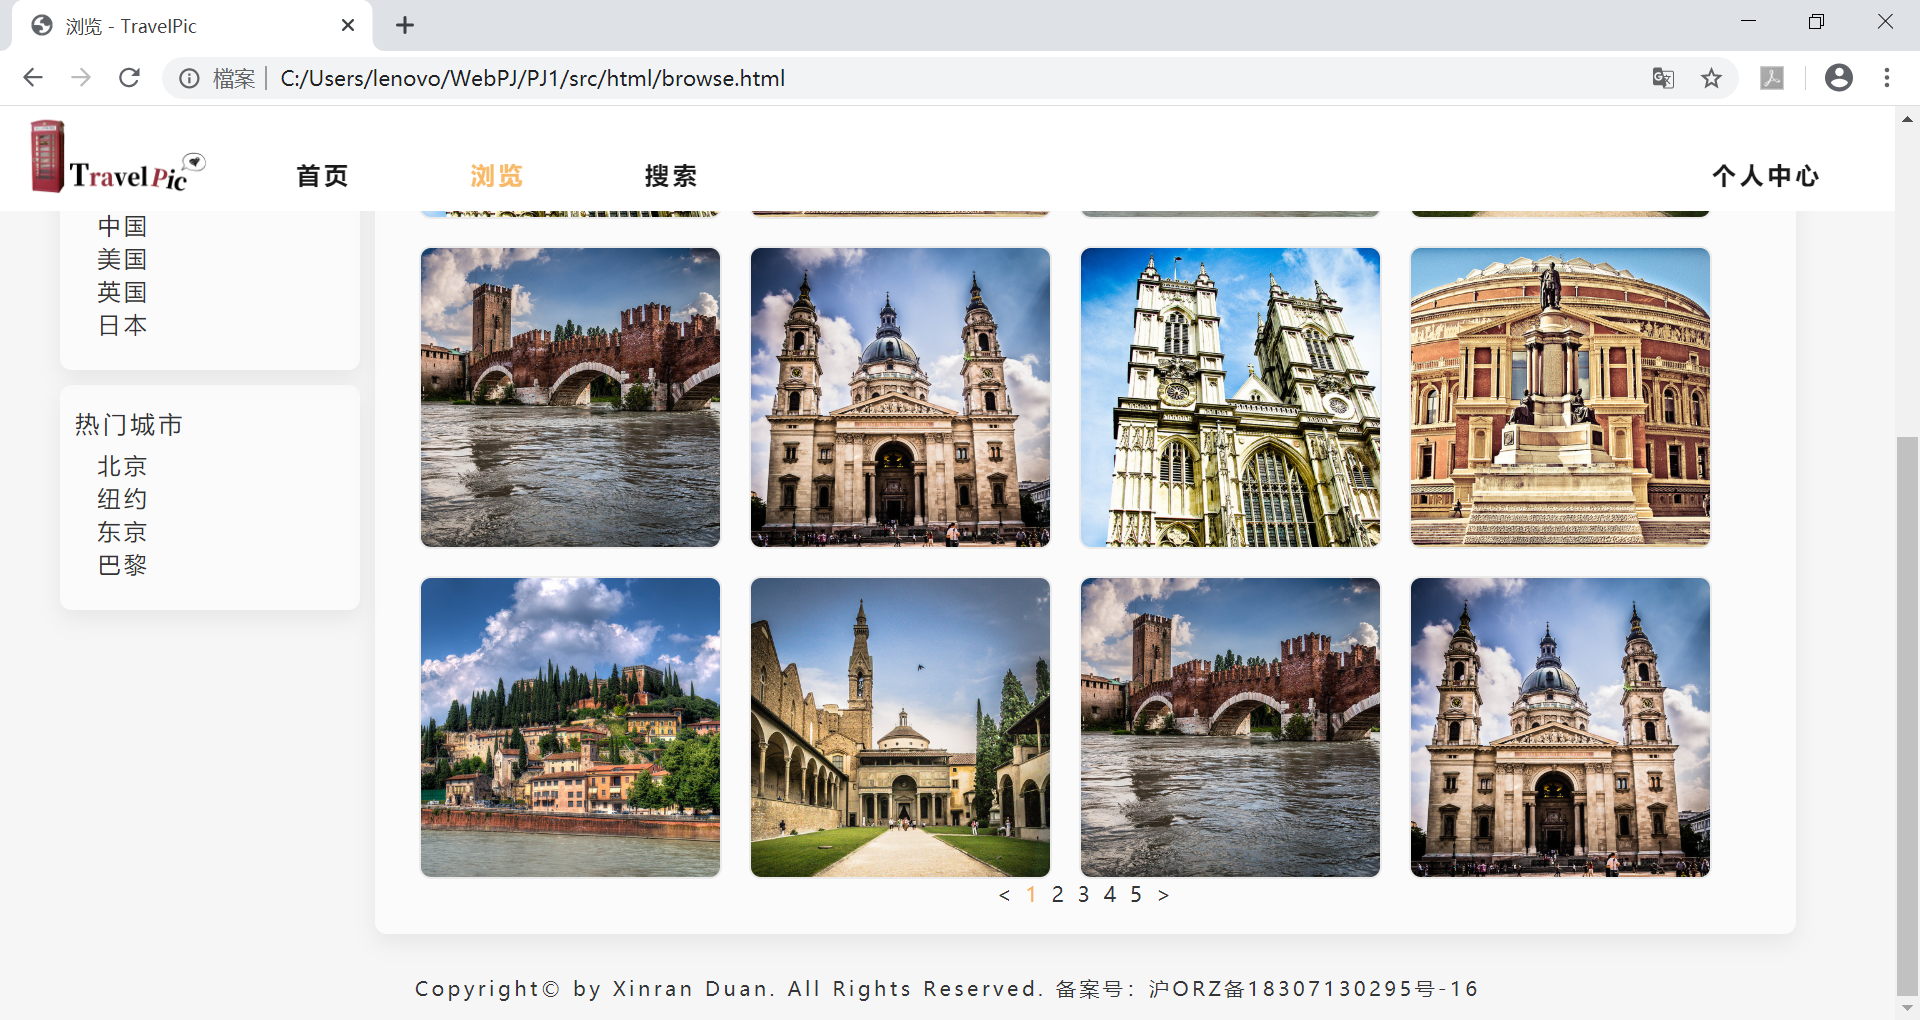 浏览 - TravelPic
檔案 C:/Users/lenovo/WebPJ/PJ1/src/html/browse.html
TravelPic 首页 浏览 搜索 个人中心
中国
美国
英国
日本
热门城市
北京
纽约
东京
巴黎
< 1 2 3 4 5 >
Copyright© by Xinran Duan. All Rights Reserved. 备案号：沪ORZ备18307130295号-16